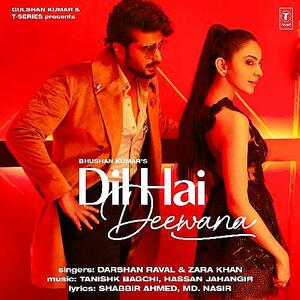 GULSHAN KUMAR &
T-SERIES presents
T
SERIES
BHUSHAN KUMAR'S
Dil Hai
Deewana
singers: DARSHAN RAVAL & ZARA KHAN
music: TANISHK BAGCHI, HASSAN JAHANGIR
lyrics: SHABBIR AHMED, MD. NASIR